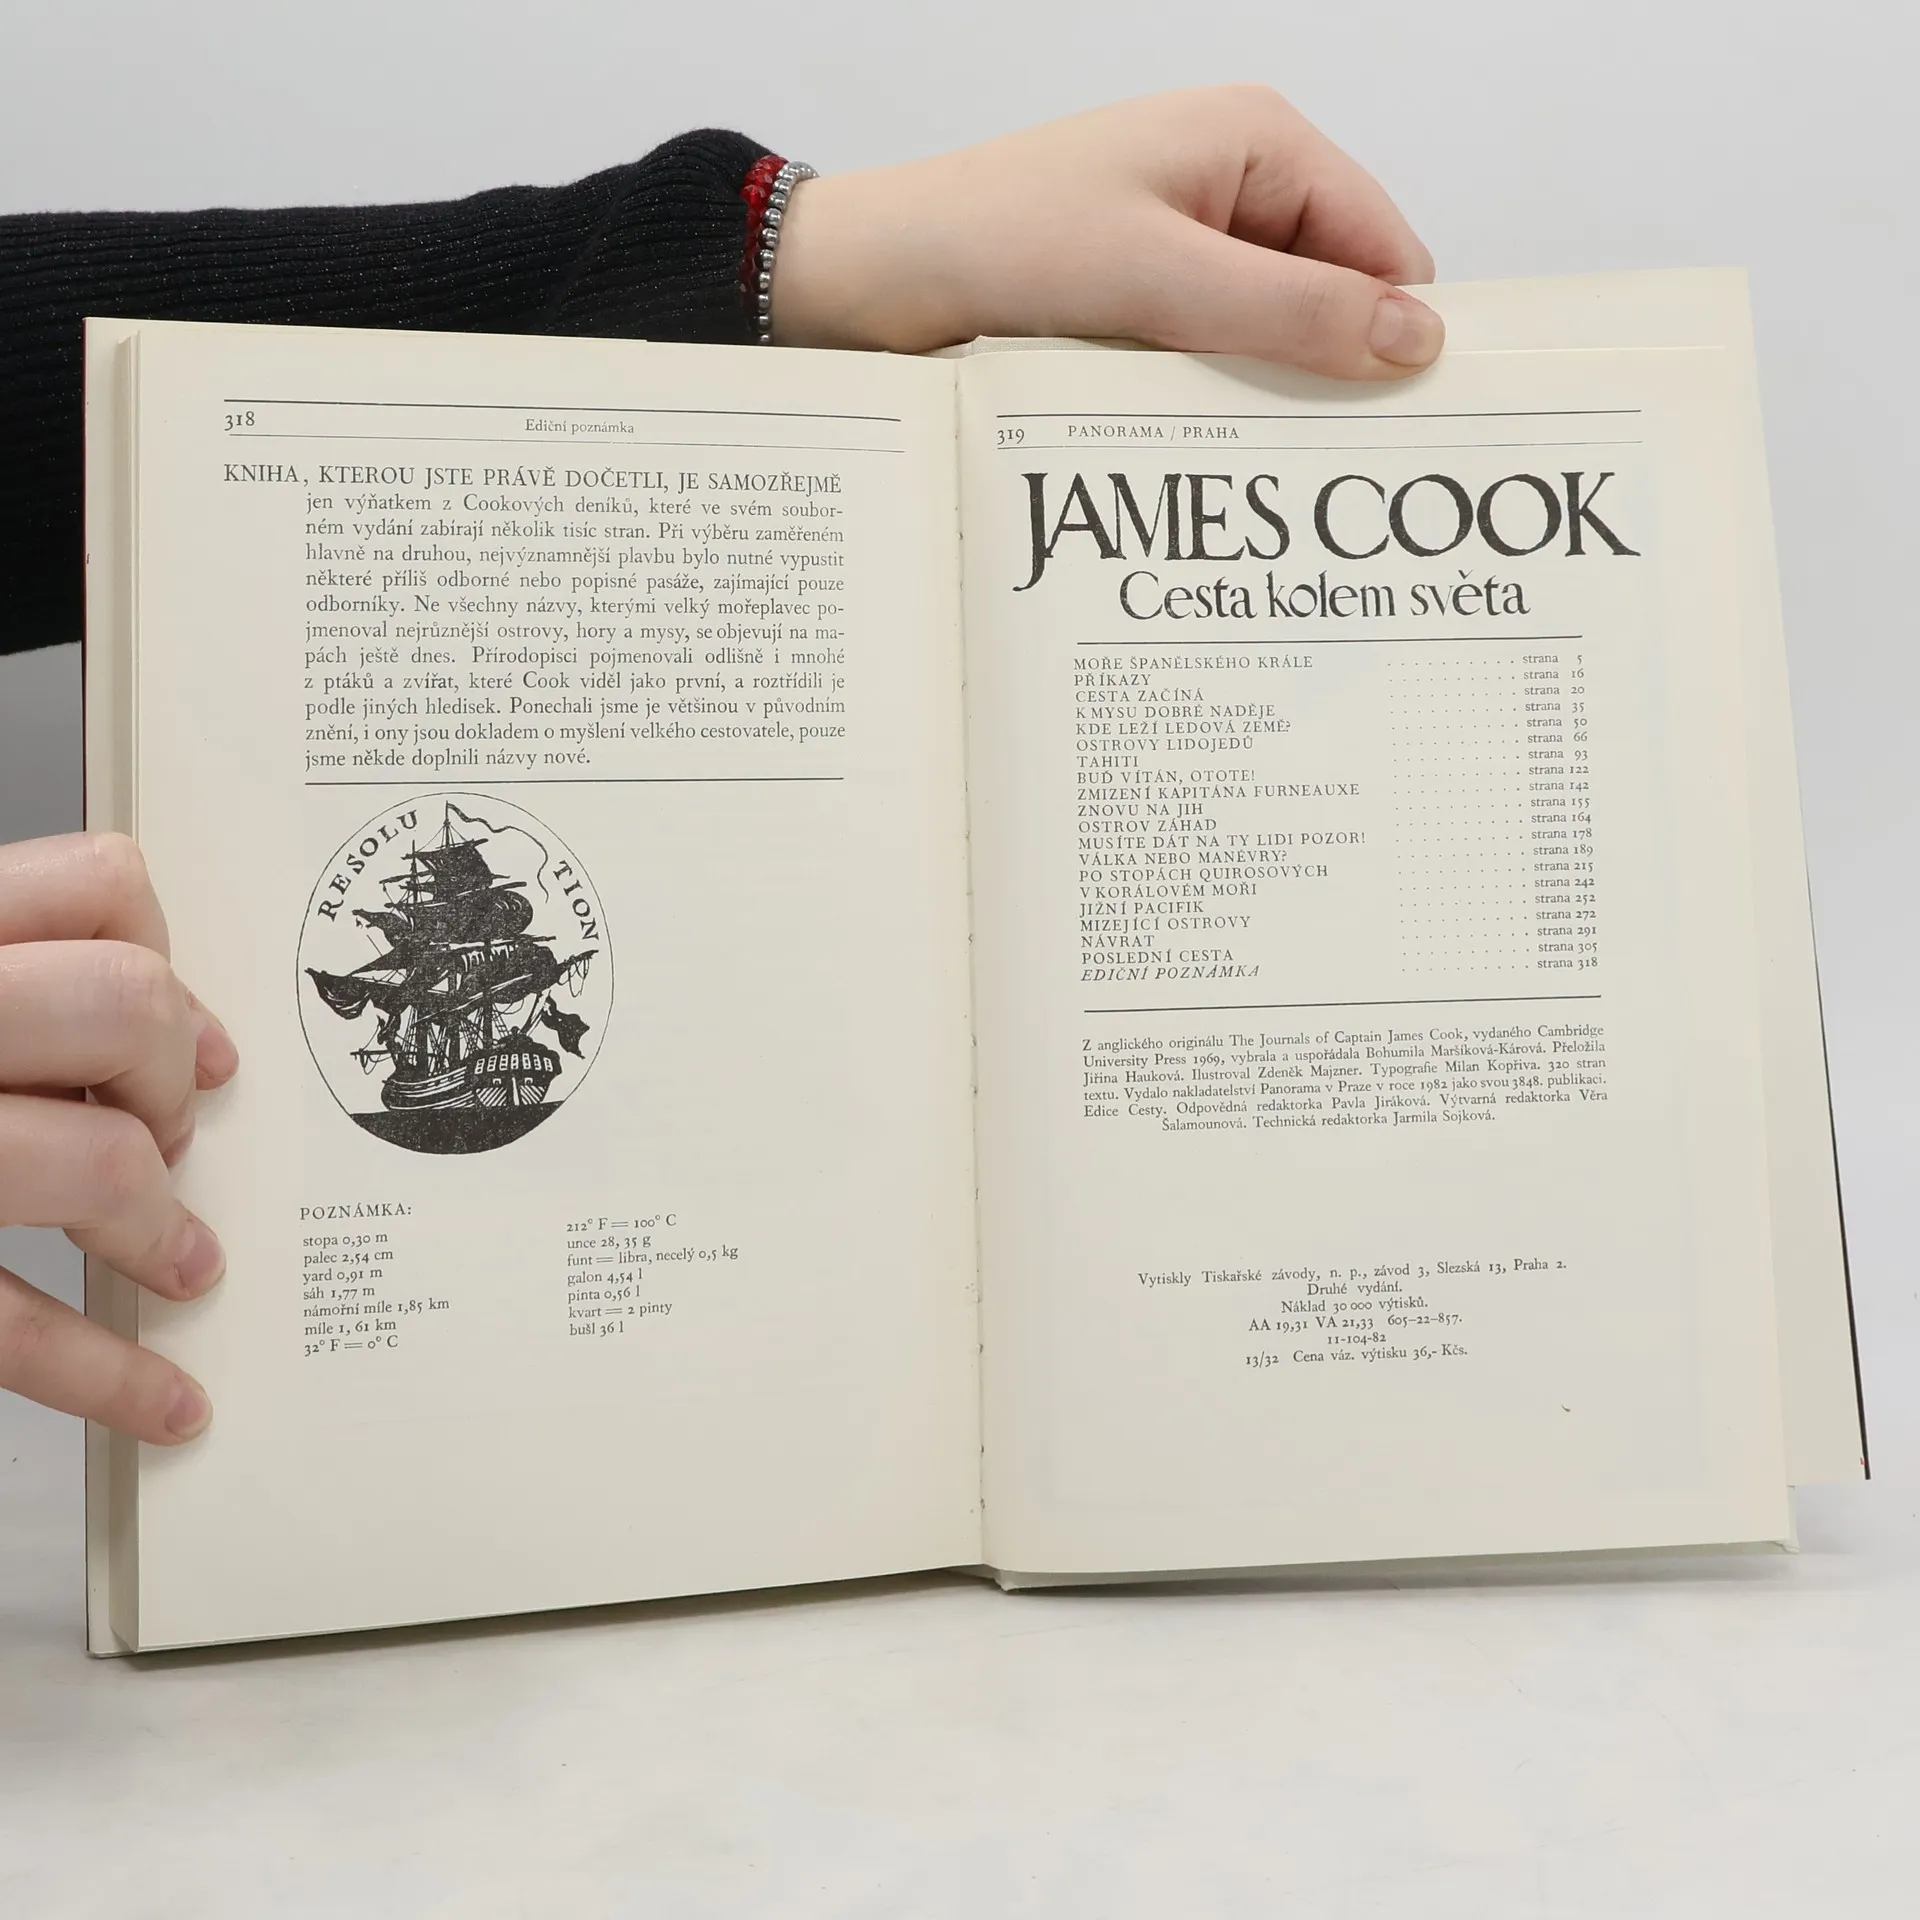 318
Ediční poznámka
KNIHA, KTEROU JSTE PRÁVĚ DOČETLI, JE SAMOZŘEJMĚ
jen výňatkem z Cookových deníků, které ve svém soubor-
ném vydání zabírají několik tisíc stran. Při výběru zaměřeném
hlavně na druhou, nejvýznamnější plavbu bylo nutné vypustit
některé příliš odborné nebo popisné pasáže, zajímající pouze
odborníky. Ne všechny názvy, kterými velký mořeplavec po-
jmenoval nejrůznější ostrovy, hory a mysy, se objevují na ma-
pách ještě dnes. Přírodopisci pojmenovali odlišně i mnohé
z ptáků a zvířat, které Cook viděl jako první, a roztřídili je
podle jiných hledisek. Ponechali jsme je většinou v původním
znění, i ony jsou dokladem o myšlení velkého cestovatele, pouze
jsme někde doplnili názvy nové.
RESOLU TION
POZNÁMKA:
stopa 0,30 m
palec 2,54 cm
yard 0,91 m
sáh 1,77 m
námořní míle 1,85 km
míle 1, 61 km
32° F = 0° C
212° F = 100° C
unce 28, 35 g
funt = libra, necelý 0,5 kg
galon 4,54 l
pinta 0,56 l
kvart = 2 pinty
bušl 36 l
319 PANORAMA / PRAHA
JAMES COOK
Cesta kolem světa
MOŘE ŠPANĚLSKÉHO KRÁLE . . . . . . . . . . strana 5
PŘÍKAZY . . . . . . . . . . strana 16
CESTA ZAČÍNÁ . . . . . . . . . . strana 20
K MYSU DOBRÉ NADĚJE . . . . . . . . . . strana 35
KDE LEŽÍ LEDOVÁ ZEMĚ? . . . . . . . . . . strana 50
OSTROVY LIDOJEDŮ . . . . . . . . . . strana 66
TAHITI . . . . . . . . . . strana 93
BUĎ VÍTÁN, OTOTE! . . . . . . . . . . strana 122
ZMIZENÍ KAPITÁNA FURNEAUXE . . . . . . . . . . strana 142
ZNOVU NA JIH . . . . . . . . . . strana 155
OSTROV ZÁHAD . . . . . . . . . . strana 164
MUSÍTE DÁT NA TY LIDI POZOR! . . . . . . . . . . strana 178
VÁLKA NEBO MANÉVRY? . . . . . . . . . . strana 189
PO STOPÁCH QUIROSOVÝCH . . . . . . . . . . strana 215
V KORÁLOVÉM MOŘI . . . . . . . . . . strana 242
JIŽNÍ PACIFIK . . . . . . . . . . strana 252
MIZEJÍCÍ OSTROVY . . . . . . . . . . strana 272
NÁVRAT . . . . . . . . . . strana 291
POSLEDNÍ CESTA . . . . . . . . . . strana 305
EDIČNÍ POZNÁMKA . . . . . . . . . . strana 318
Z anglického originálu The Journals of Captain James Cook, vydaného Cambridge
University Press 1969, vybrala a uspořádala Bohumila Maršíková-Kárová. Přeložila
Jiřina Hauková. Ilustroval Zdeněk Majzner. Typografie Milan Kopřiva. 320 stran
textu. Vydalo nakladatelství Panorama v Praze v roce 1982 jako svou 3848. publikaci.
Edice Cesty. Odpovědná redaktorka Pavla Jiráková. Výtvarná redaktorka Věra
Šalamounová. Technická redaktorka Jarmila Sojková.
Vytiskly Tiskařské závody, n. p., závod 3, Slezská 13, Praha 2.
Druhé vydání.
Náklad 30 000 výtisků.
AA 19,31 VA 21,33 605–22–857.
11-104-82
13/32 Cena váz. výtisku 36,- Kčs.